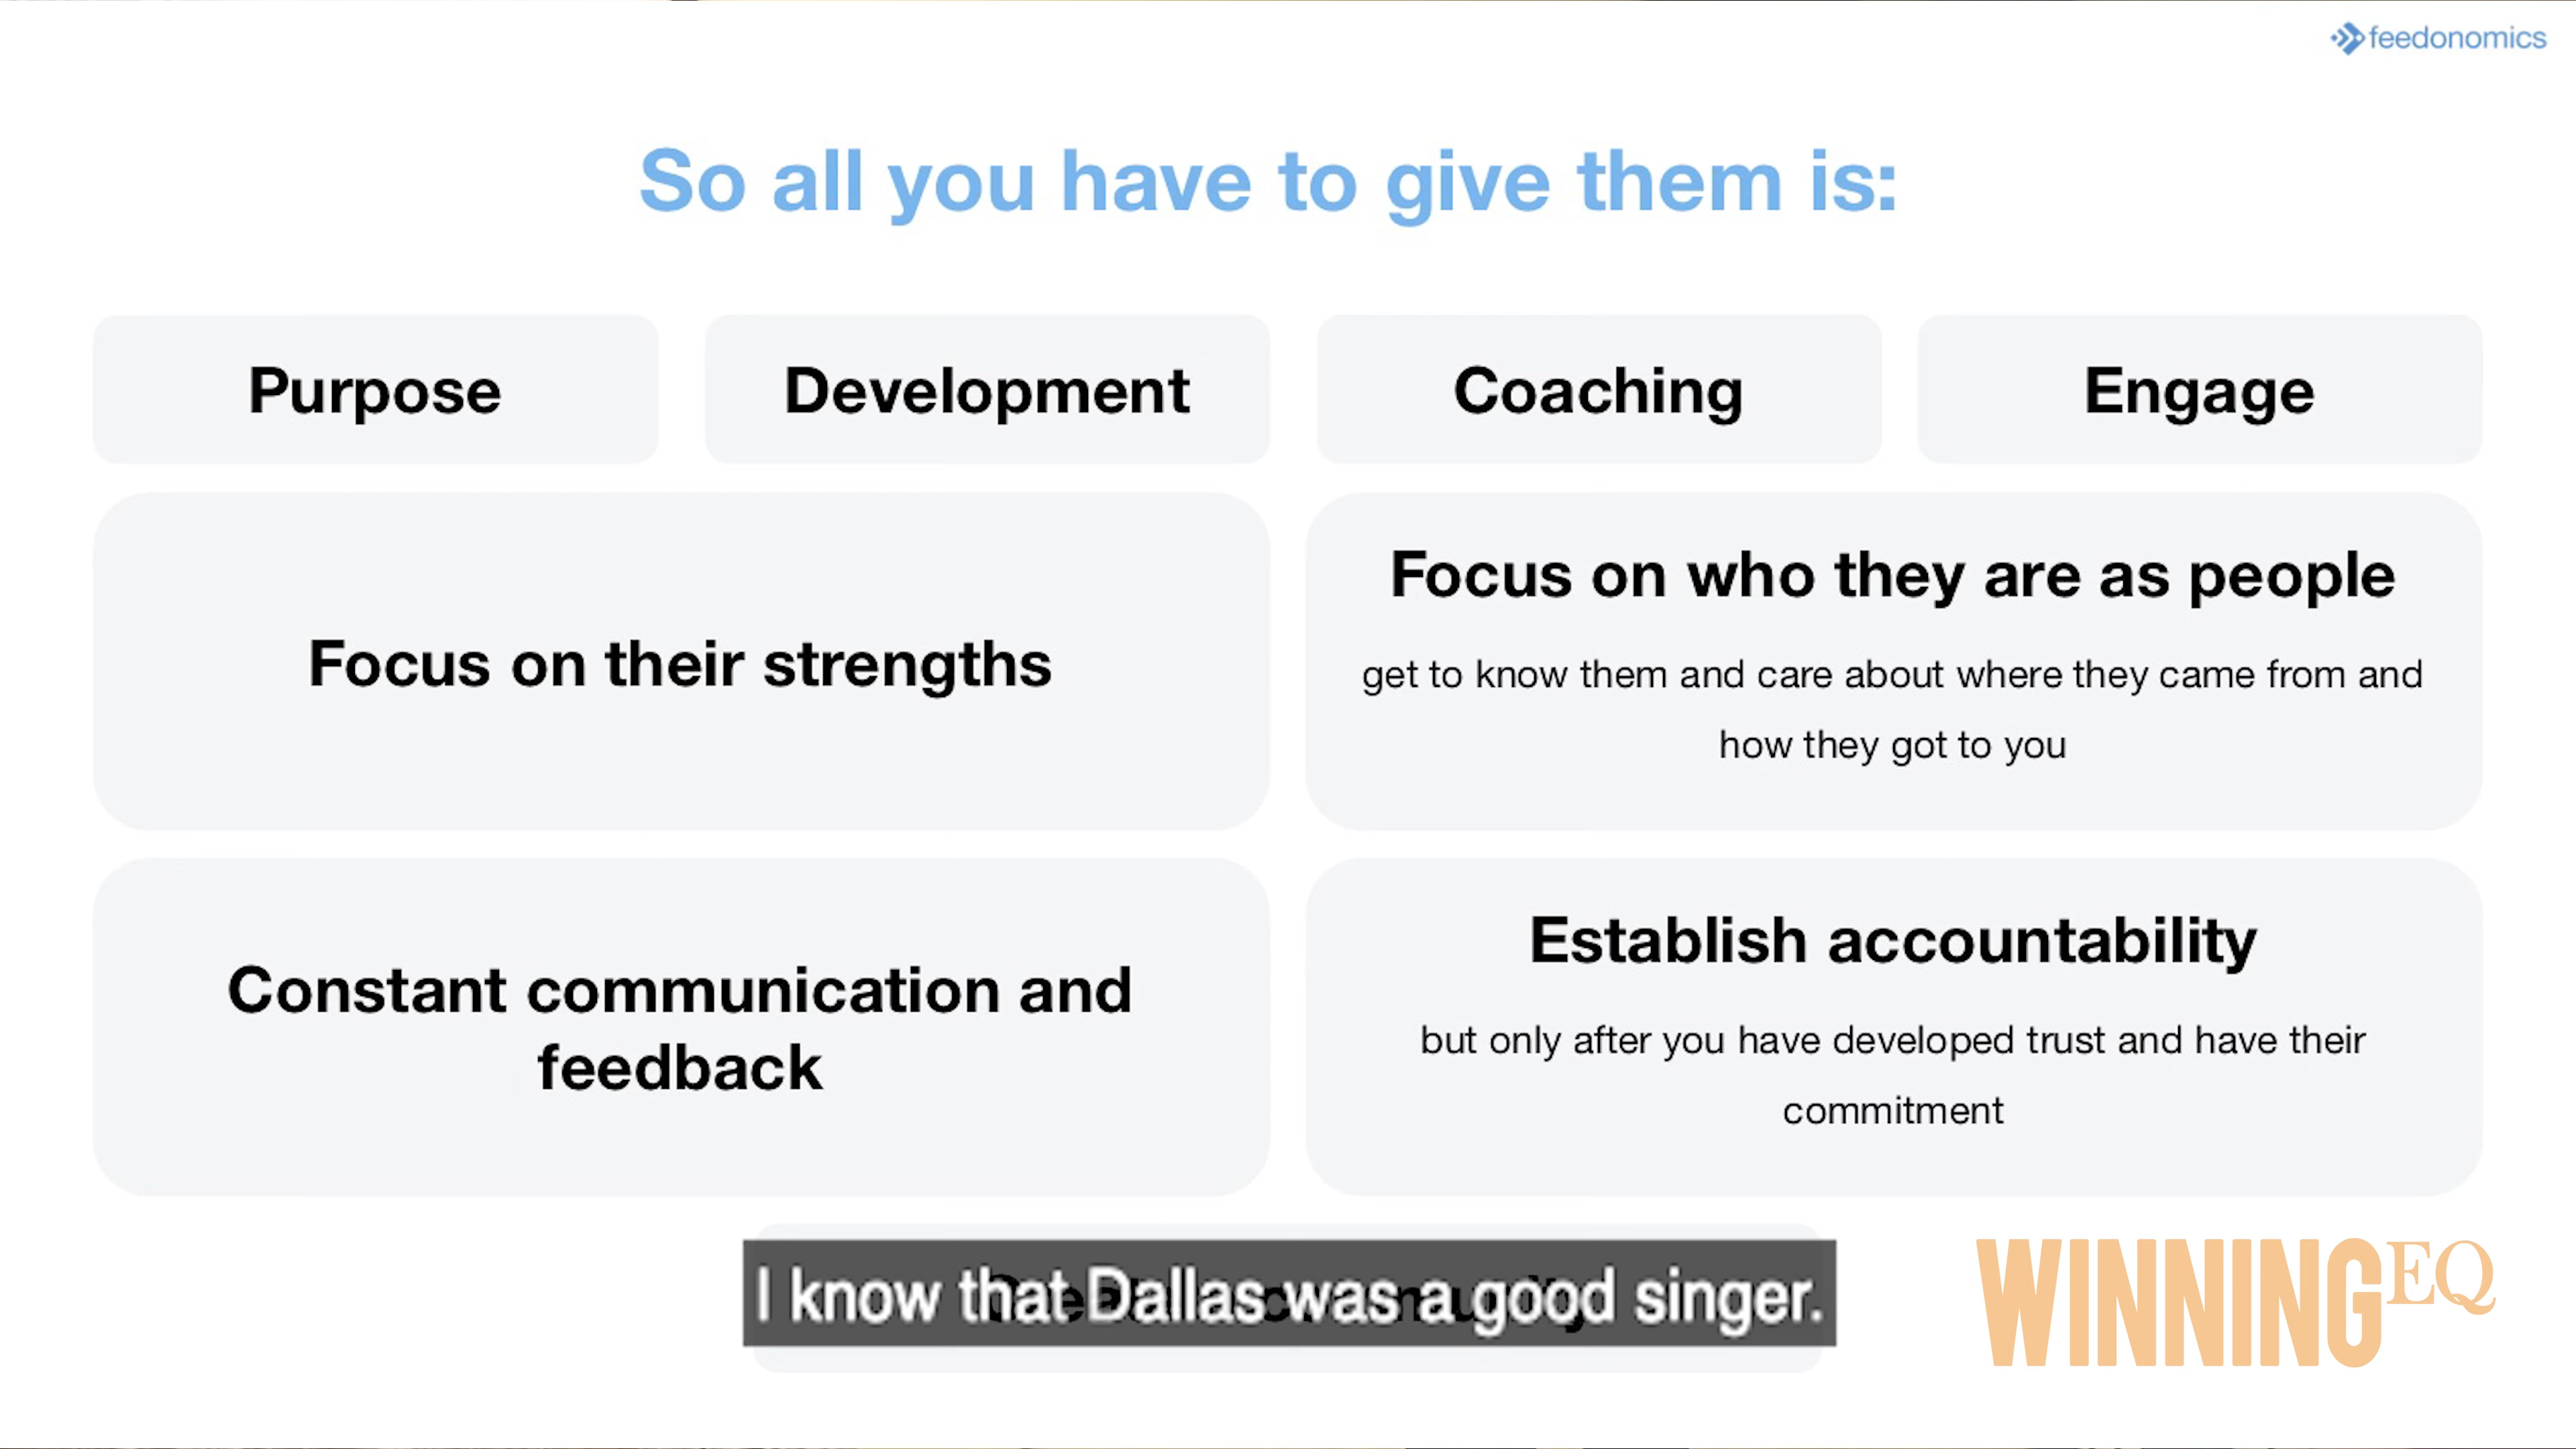 feedonomics
So all you have to give them is:
Purpose
Development
Coaching
Engage
Focus on their strengths
Focus on who they are as people
get to know them and care about where they came from and
how they got to you
Constant communication and
feedback
Establish accountability
but only after you have developed trust and have their
commitment
I know that Dallas was a good singer.
WINNING EQ